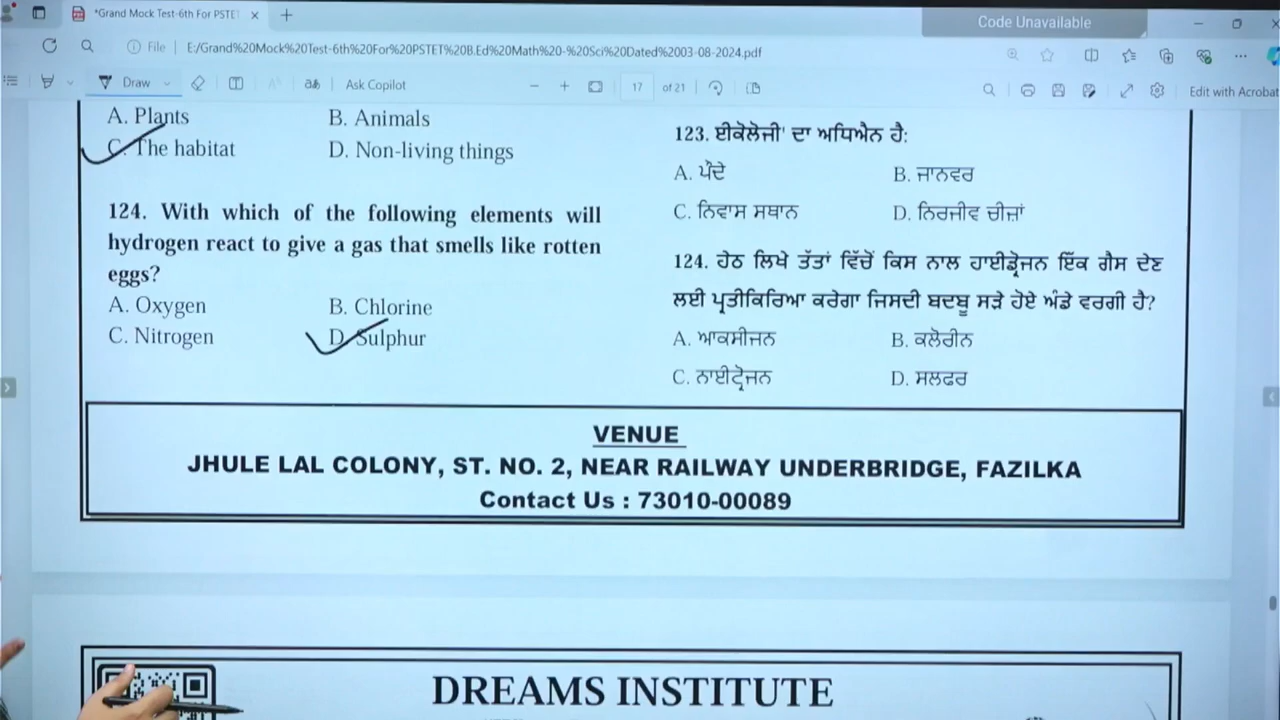 *Grand Mock Test-6th For PSTET
Code Unavailable
File
E:/Grand%20Mock%20Test-6th%20For%20PSTET%20B.Ed%20Math%20-%20Sci%20Dated%2003-08-2024.pdf
Draw
Ask Copilot
17 of 21
Edit with Acrobat
A. Plants B. Animals
C. The habitat D. Non-living things
124. With which of the following elements will
hydrogen react to give a gas that smells like rotten
eggs?
A. Oxygen B. Chlorine
C. Nitrogen D. Sulphur
123. ਈਕੋਲੋਜੀ' ਦਾ ਅਧਿਐਨ ਹੈ:
A. ਪੌਦੇ B. ਜਾਨਵਰ
C. ਨਿਵਾਸ ਸਥਾਨ D. ਨਿਰਜੀਵ ਚੀਜ਼ਾਂ
124. ਹੇਠ ਲਿਖੇ ਤੱਤਾਂ ਵਿੱਚੋਂ ਕਿਸ ਨਾਲ ਹਾਈਡ੍ਰੋਜਨ ਇੱਕ ਗੈਸ ਦੇਣ
ਲਈ ਪ੍ਰਤੀਕਿਰਿਆ ਕਰੇਗਾ ਜਿਸਦੀ ਬਦਬੂ ਸੜੇ ਹੋਏ ਅੰਡੇ ਵਰਗੀ ਹੈ?
A. ਆਕਸੀਜਨ B. ਕਲੋਰੀਨ
C. ਨਾਈਟ੍ਰੋਜਨ D. ਸਲਫਰ
VENUE
JHULE LAL COLONY, ST. NO. 2, NEAR RAILWAY UNDERBRIDGE, FAZILKA
Contact Us : 73010-00089
DREAMS INSTITUTE